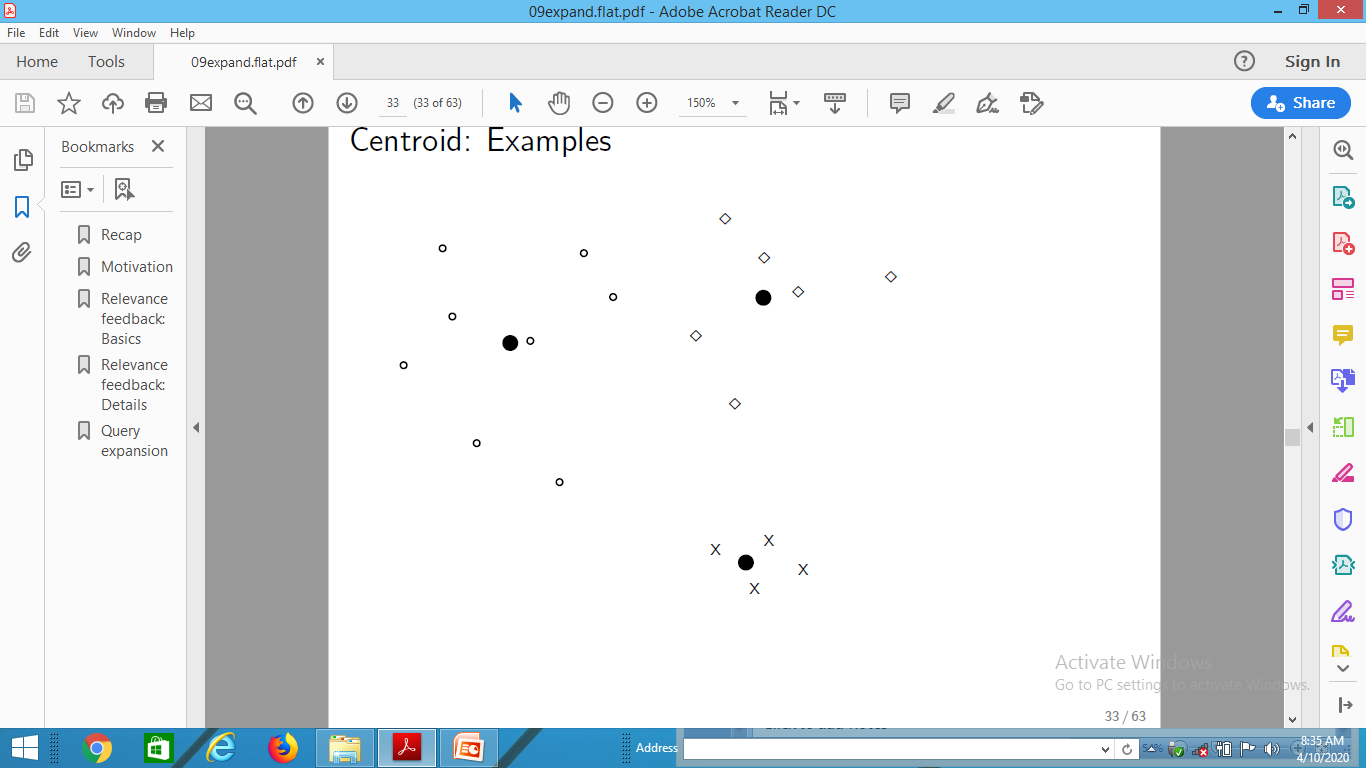 09expand.flat.pdf - Adobe Acrobat Reader DC
File Edit View Window Help
Home Tools 09expand.flat.pdf × Sign In
33 (33 of 63) 150% Share
Bookmarks
Recap
Motivation
Relevance
feedback:
Basics
Relevance
feedback:
Details
Query
expansion
Centroid: Examples
X
X
X
X
Activate Windows
Go to PC settings to activate Windows.
33 / 63
Address
8:35 AM
4/10/2020